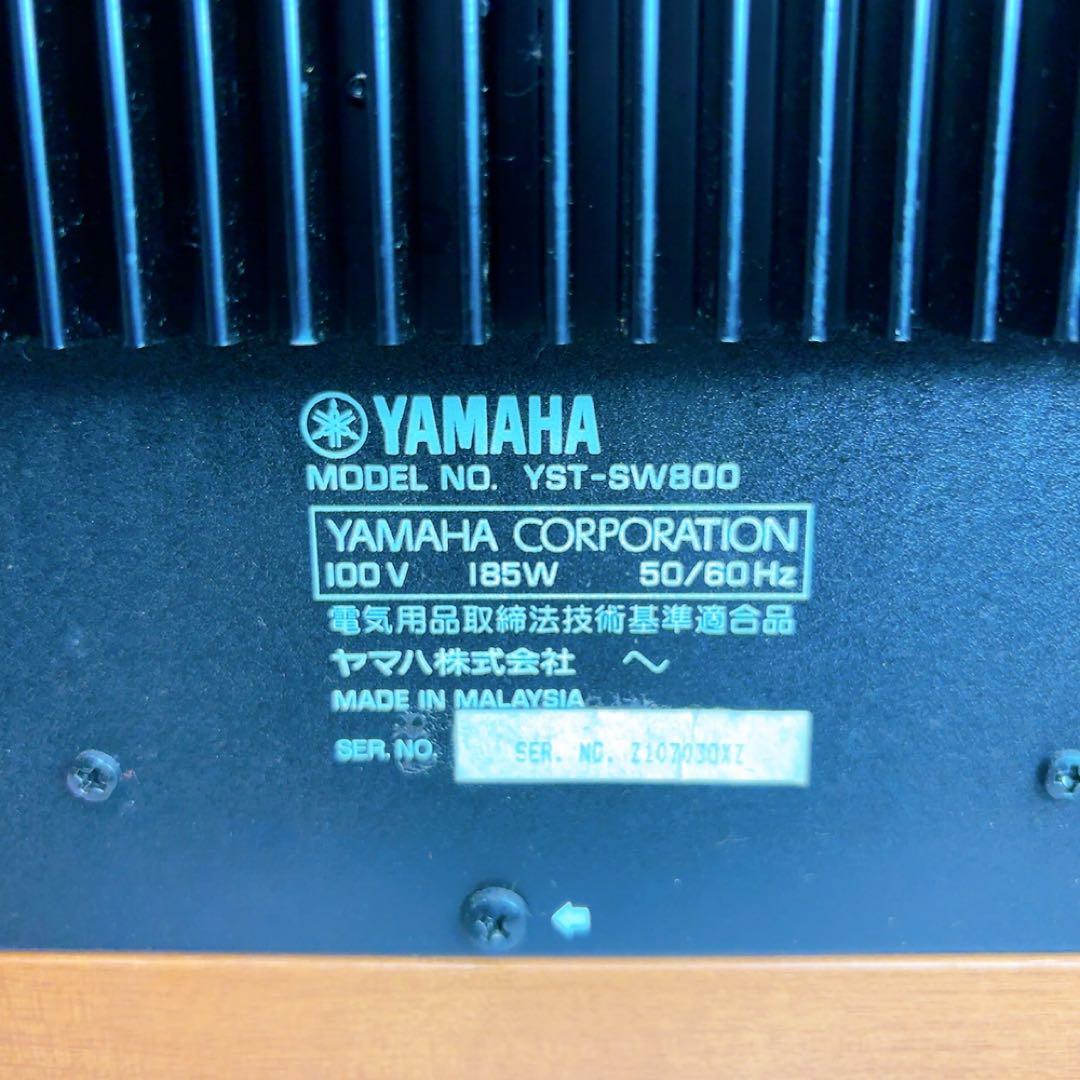 YAMAHA
MODEL NO. YST-SW800
YAMAHA CORPORATION
100V 185W 50/60Hz
電気用品取締法技術基準適合品
ヤマハ株式会社 ～
MADE IN MALAYSIA
SER. NO.
SER. NO. Z107030XZ